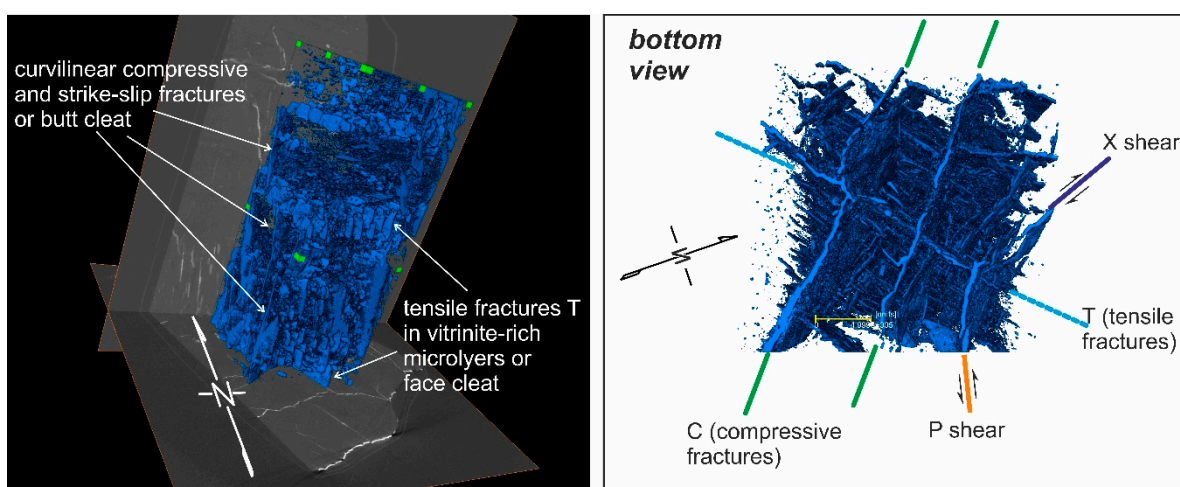 curvilinear compressive
and strike-slip fractures
or butt cleat
N
tensile fractures T
in vitrinite-rich
microlyers or
face cleat
bottom
view
X shear
N
T (tensile
fractures)
C (compressive
fractures)
P shear
0